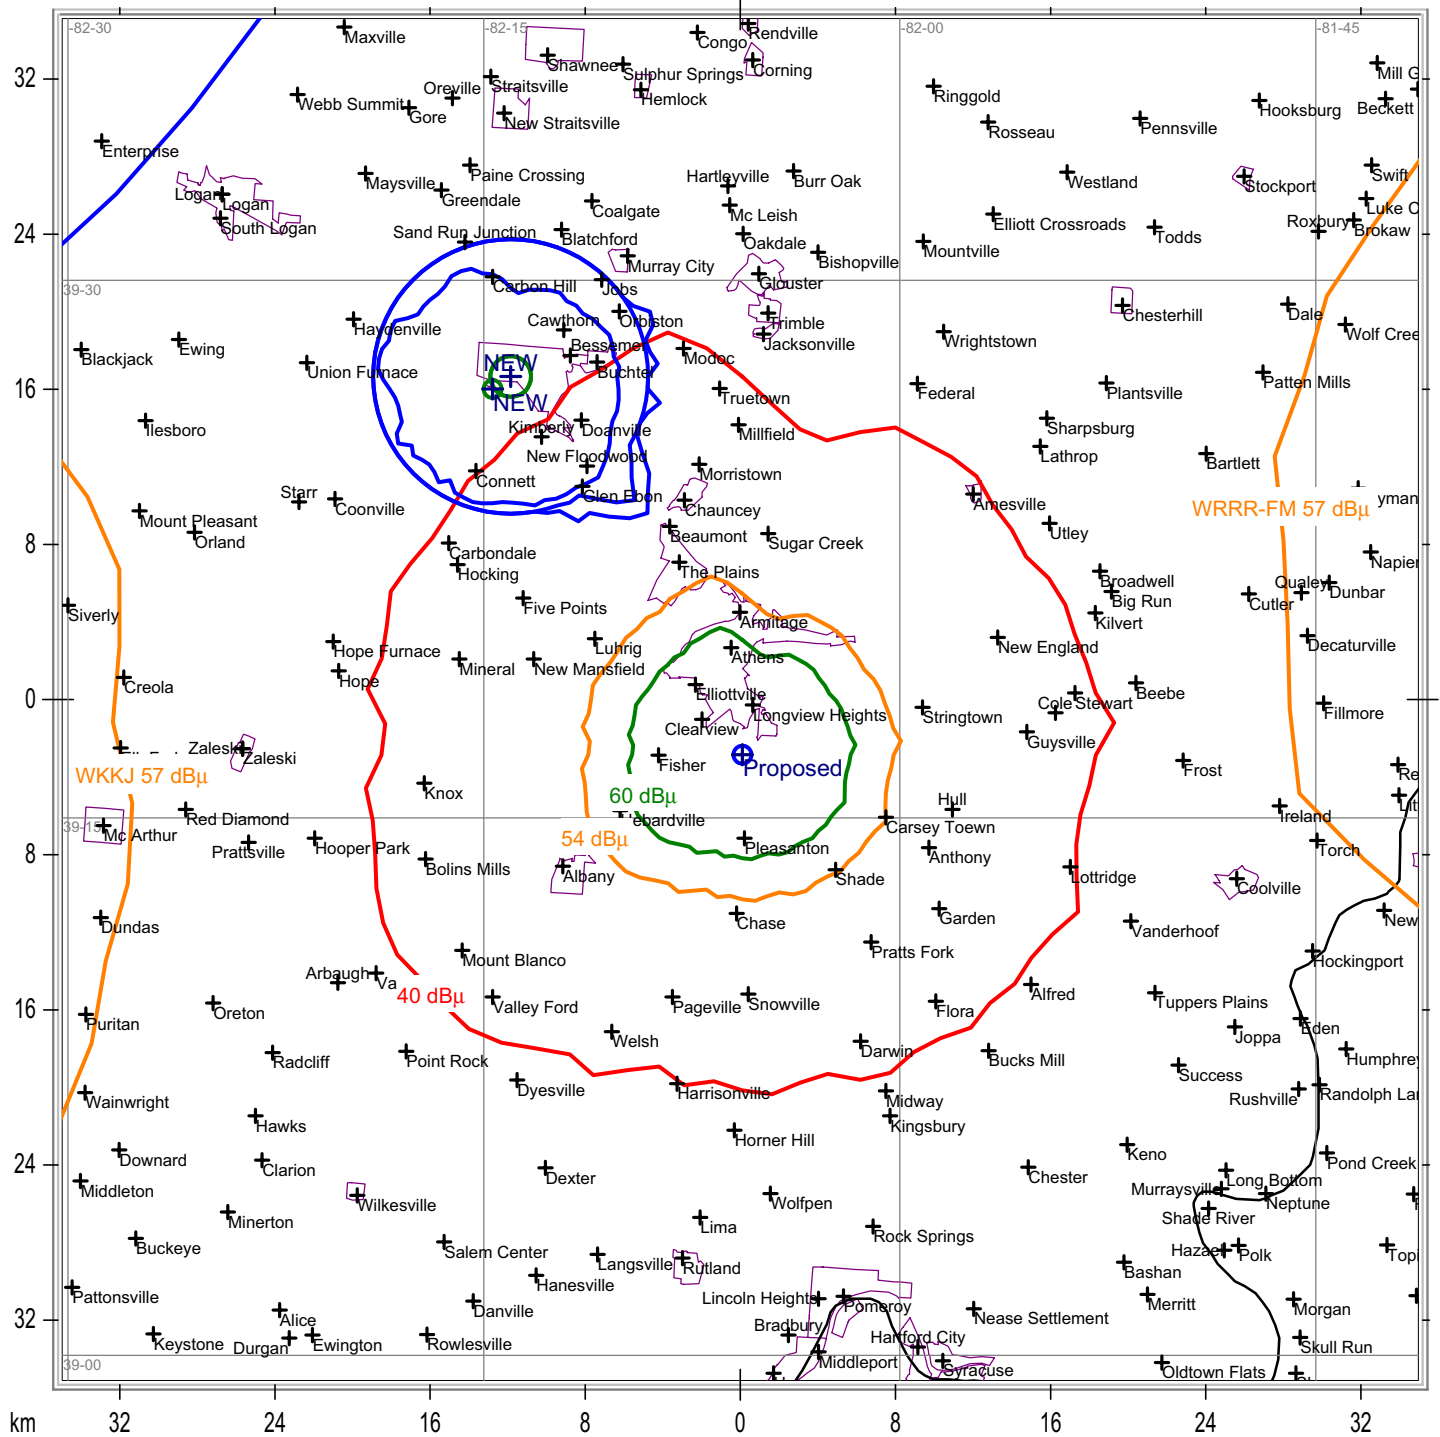 -82-30
-82-15
-82-00
-81-45
Maxville
Congo
Rendville
Shawnee
Sulphur Springs
Corning
Mill G
Oreville
Straitsville
Hemlock
Ringgold
Hooksburg
Beckett
Webb Summit
Gore
New Straitsville
Rosseau
Pennsville
Enterprise
Maysville
Paine Crossing
Hartleyville
Burr Oak
Westland
Stockport
Swift
Logan
Logan
Greendale
Coalgate
Mc Leish
Luke C
South Logan
Sand Run Junction
Blatchford
Oakdale
Mountville
Elliott Crossroads
Todds
Roxbury
Brokaw
Murray City
Bishopville
39-30
Carbon Hill
Jobs
Glouster
Haydenville
Cawthorn
Orbiston
Trimble
Chesterhill
Dale
Blackjack
Ewing
Bessemer
Jacksonville
Wrightstown
Wolf Cree
Union Furnace
NEW
Buchtel
Modoc
Truetown
Federal
Plantsville
Patten Mills
NEW
Ilesboro
Kimberly
Doanville
Millfield
Sharpsburg
New Floodwood
Lathrop
Bartlett
Connett
Morristown
Starr
Coonville
Glen Ebon
Chauncey
Amesville
WRRR-FM 57 dBµ
yman
Mount Pleasant
Orland
Beaumont
Sugar Creek
Utley
Carbondale
Hocking
The Plains
Broadwell
Napier
Siverly
Five Points
Armitage
Big Run
Kilvert
Cutler
Qualey
Dunbar
Hope Furnace
Luhrig
Athens
New England
Decaturville
Hope
Mineral
New Mansfield
Creola
Elliottville
Cole Stewart
Beebe
Clearview
Longview Heights
Stringtown
Fillmore
Zaleski
Zaleski
Guysville
WKKJ 57 dBµ
Fisher
Proposed
Frost
Re
Knox
60 dBµ
Hull
39-15
Mc Arthur
Red Diamond
ebardville
Carsey Toewn
Ireland
Prattsville
Hooper Park
54 dBµ
Pleasanton
Anthony
Torch
Bolins Mills
Albany
Shade
Lottridge
Coolville
Dundas
Chase
Garden
Vanderhoof
New
Mount Blanco
Pratts Fork
Hockingport
Arbaugh
Va
40 dBµ
Valley Ford
Pageville
Snowville
Flora
Alfred
Tuppers Plains
Puritan
Oreton
Welsh
Joppa
Eden
Radcliff
Point Rock
Darwin
Bucks Mill
Success
Humphrey
Wainwright
Dyesville
Harrisonville
Midway
Rushville
Randolph Lan
Hawks
Horner Hill
Kingsbury
Downard
Clarion
Keno
Pond Creek
Middleton
Wilkesville
Dexter
Wolfpen
Chester
Murraysville
Long Bottom
Neptune
Minerton
Lima
Shade River
Buckeye
Salem Center
Langsville
Rutland
Rock Springs
Hazael
Polk
Topi
Pattonsville
Hanesville
Bashan
Alice
Danville
Lincoln Heights
Pomeroy
Nease Settlement
Merritt
Morgan
Keystone
Durgan
Ewington
Rowlesville
Bradbury
Hartford City
Skull Run
39-00
Middleport
Syracuse
Oldtown Flats
32
24
16
8
0
8
16
24
32
km
32
24
16
8
0
8
16
24
32